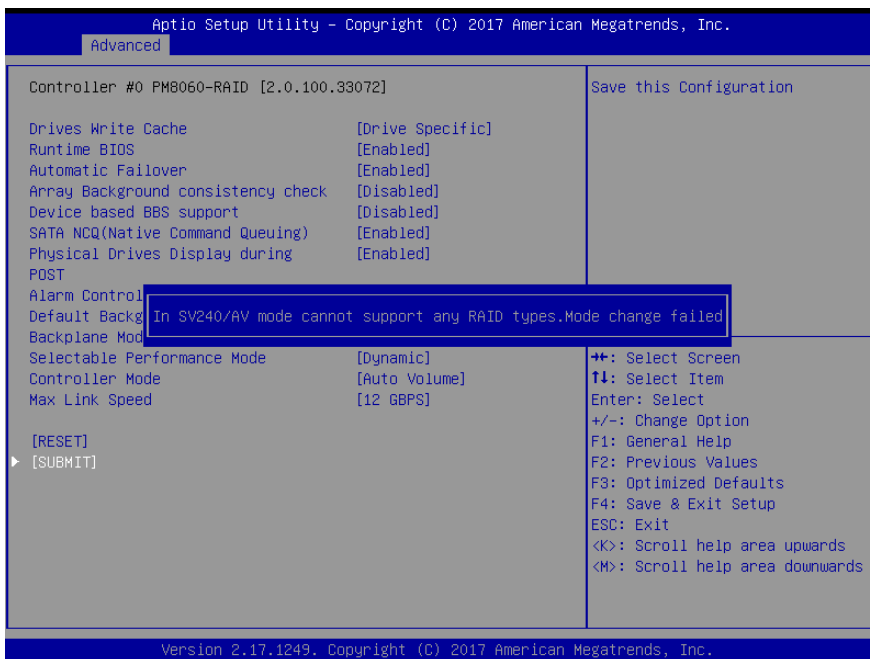 Aptio Setup Utility – Copyright (C) 2017 American Megatrends, Inc.
Advanced
Controller #0 PM8060-RAID [2.0.100.33072]
Drives Write Cache [Drive Specific]
Runtime BIOS [Enabled]
Automatic Failover [Enabled]
Array Background consistency check [Disabled]
Device based BBS support [Disabled]
SATA NCQ(Native Command Queuing) [Enabled]
Physical Drives Display during [Enabled]
POST
Alarm Control
Default Backg
Backplane Mod
In SV240/AV mode cannot support any RAID types.Mode change failed
Selectable Performance Mode [Dynamic]
Controller Mode [Auto Volume]
Max Link Speed [12 GBPS]
[RESET]
[SUBMIT]
Save this Configuration
→←: Select Screen
↑↓: Select Item
Enter: Select
+/-: Change Option
F1: General Help
F2: Previous Values
F3: Optimized Defaults
F4: Save & Exit Setup
ESC: Exit
<K>: Scroll help area upwards
<M>: Scroll help area downwards
Version 2.17.1249. Copyright (C) 2017 American Megatrends, Inc.